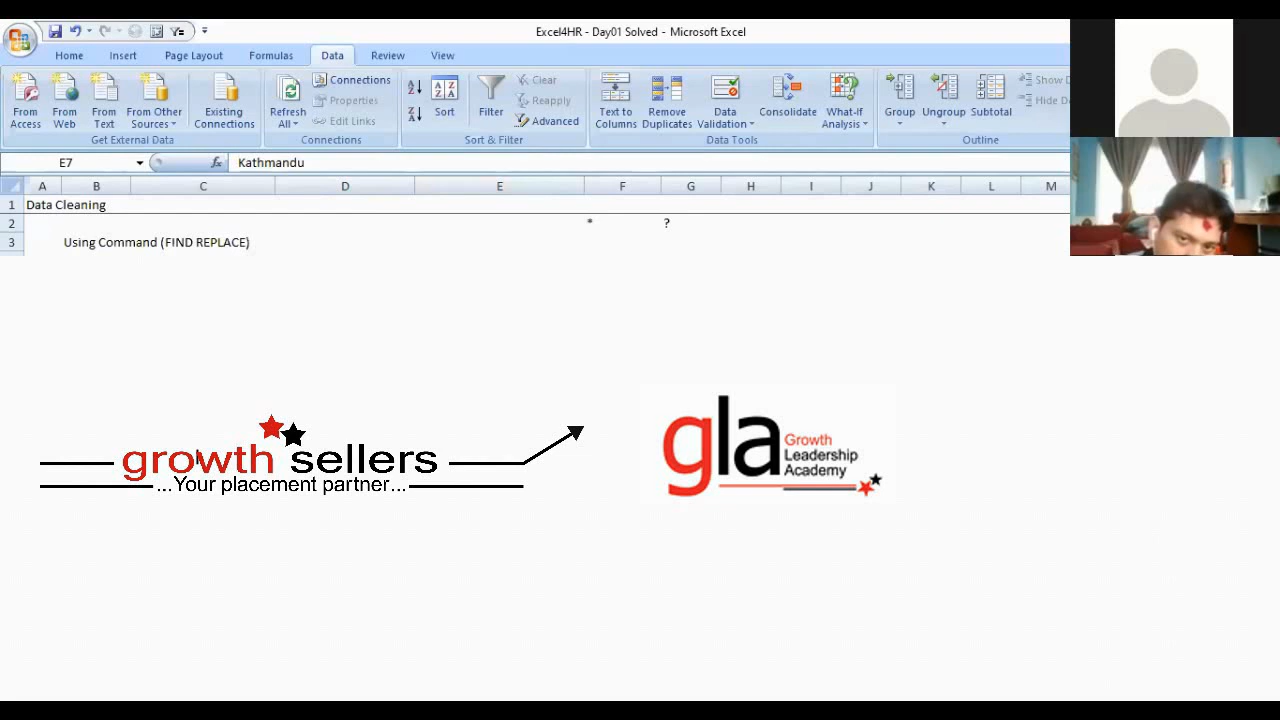 Excel4HR - Day01 Solved - Microsoft Excel
Home Insert Page Layout Formulas Data Review View
From Access
From Web
From Text
From Other Sources
Existing Connections
Get External Data
Refresh All
Connections
Properties
Edit Links
Connections
Sort
Filter
Clear
Reapply
Advanced
Sort & Filter
Text to Columns
Remove Duplicates
Data Validation
Consolidate
What-If Analysis
Data Tools
Group
Ungroup
Subtotal
Show D
Hide De
Outline
E7 fx Kathmandu
A B C D E F G H I J K L M
1 Data Cleaning
2 * ?
3 Using Command (FIND REPLACE)
growth sellers
...Your placement partner...
gla
Growth
Leadership
Academy